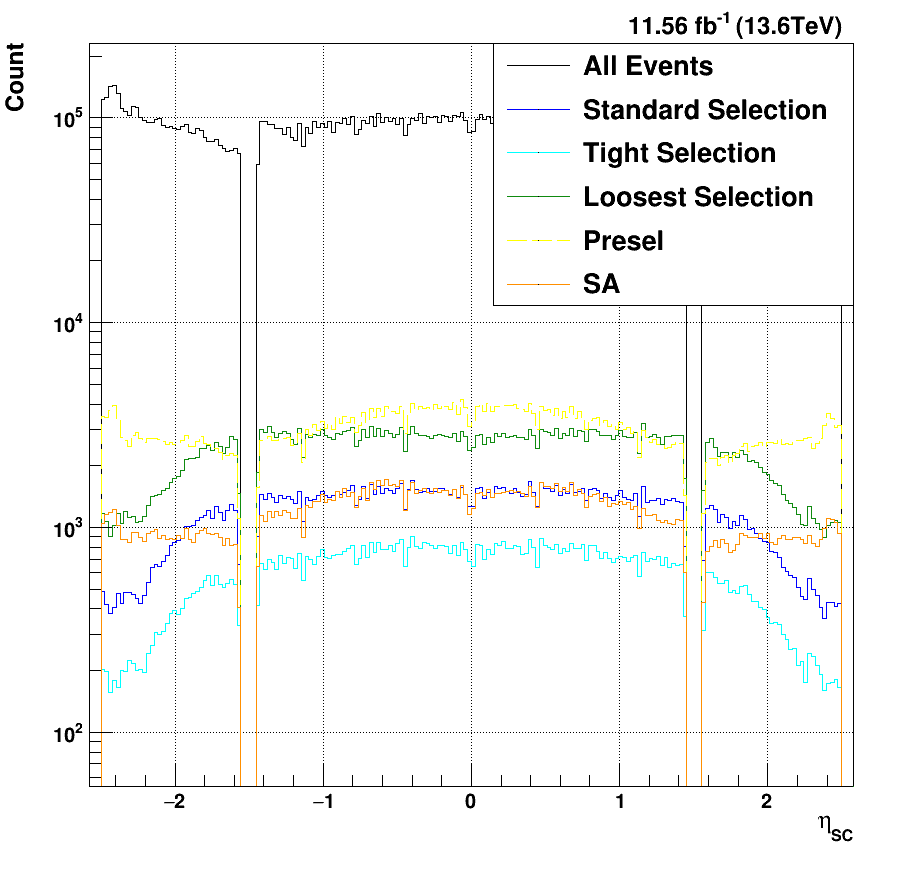 11.56 fb⁻¹ (13.6TeV)
Count
All Events
Standard Selection
Tight Selection
Loosest Selection
Presel
SA
10⁵
10⁴
10³
10²
−2 −1 0 1 2
ηSC